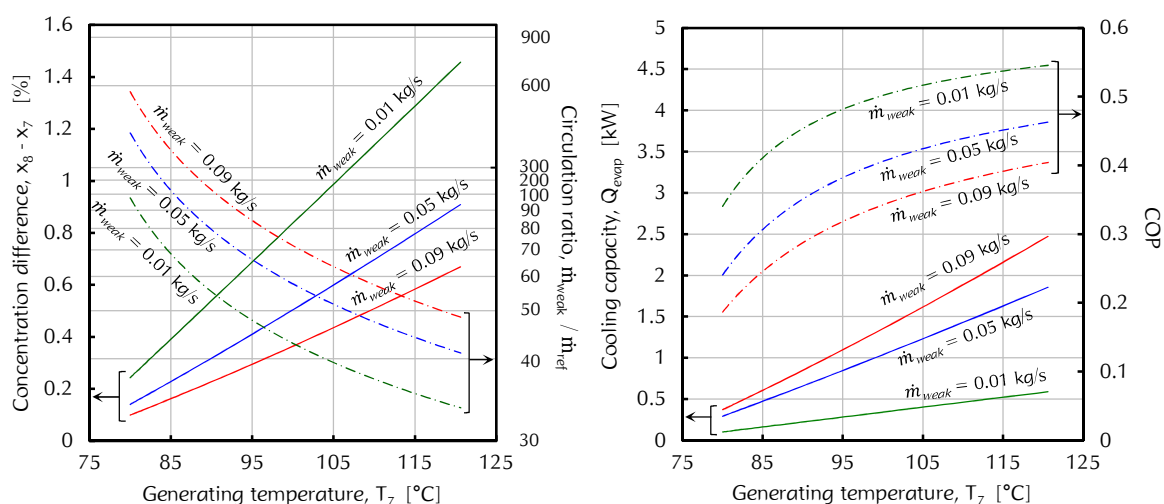 Concentration difference, x8 - x7 [%]
1.6
1.4
1.2
1
0.8
0.6
0.4
0.2
0
ṁweak = 0.09 kg/s
ṁweak = 0.05 kg/s
ṁweak = 0.01 kg/s
ṁweak = 0.01 kg/s
ṁweak = 0.05 kg/s
ṁweak = 0.09 kg/s
900
600
300
200
100
90
80
70
60
50
40
30
Circulation ratio, ṁweak / ṁref
75 85 95 105 115 125
Generating temperature, T7 [°C]
Cooling capacity, Qevap [kW]
5
4.5
4
3.5
3
2.5
2
1.5
1
0.5
0
ṁweak = 0.01 kg/s
ṁweak = 0.05 kg/s
ṁweak = 0.09 kg/s
ṁweak = 0.09 kg/s
ṁweak = 0.05 kg/s
ṁweak = 0.01 kg/s
0.6
0.5
0.4
0.3
0.2
0.1
0
COP
75 85 95 105 115 125
Generating temperature, T7 [°C]